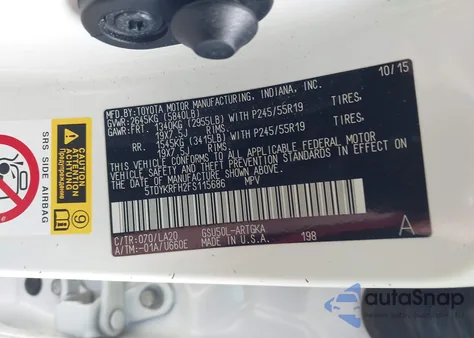 MFD.BY:TOYOTA MOTOR MANUFACTURING, INDIANA, INC. 10/15
GVWR: 2645KG (5840LB)
GAWR: FRT. 1340KG (2955LB) WITH P245/55R19 TIRES,
19X7.5J RIMS,
RR. 1545KG (3415LB) WITH P245/55R19 TIRES,
19X7.5J RIMS,
THIS VEHICLE CONFORMS TO ALL APPLICABLE
FEDERAL MOTOR VEHICLE SAFETY AND
THEFT PREVENTION STANDARDS IN EFFECT
ON THE DATE OF MANUFACTURE SHOWN ABOVE.
5TDYKRFH2FS115686 MPV
C/TR:070/LA20 GSU50L-ARTGKA A
A/TM:-01A/U660E MADE IN U.S.A. 198
SRS SIDE AIRBAG
CAUTION
ATTENTION
ACHTUNG
autoSnap